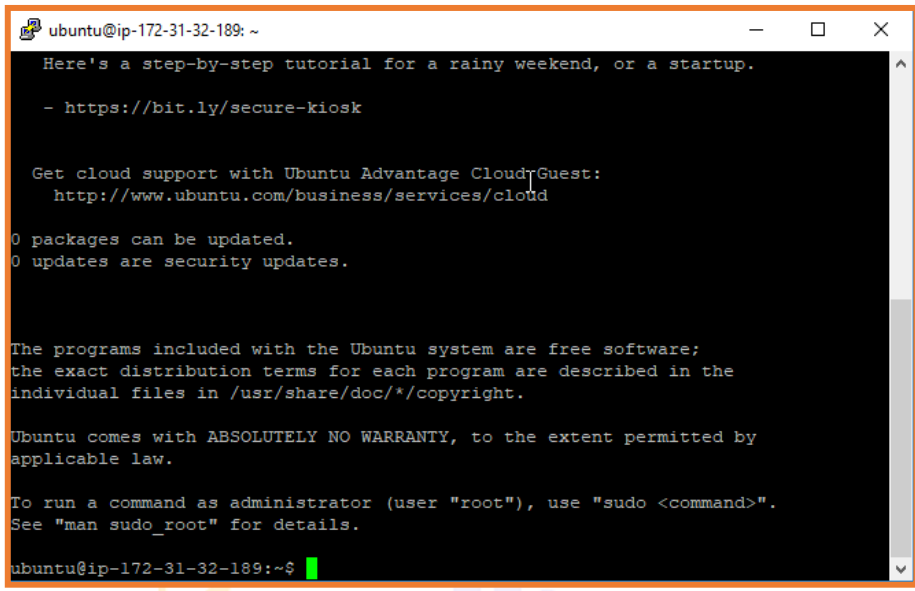 ubuntu@ip-172-31-32-189: ~
Here's a step-by-step tutorial for a rainy weekend, or a startup.
- https://bit.ly/secure-kiosk
Get cloud support with Ubuntu Advantage Cloud Guest:
http://www.ubuntu.com/business/services/cloud
0 packages can be updated.
0 updates are security updates.
The programs included with the Ubuntu system are free software;
the exact distribution terms for each program are described in the
individual files in /usr/share/doc/*/copyright.
Ubuntu comes with ABSOLUTELY NO WARRANTY, to the extent permitted by
applicable law.
To run a command as administrator (user "root"), use "sudo <command>".
See "man sudo_root" for details.
ubuntu@ip-172-31-32-189:~$